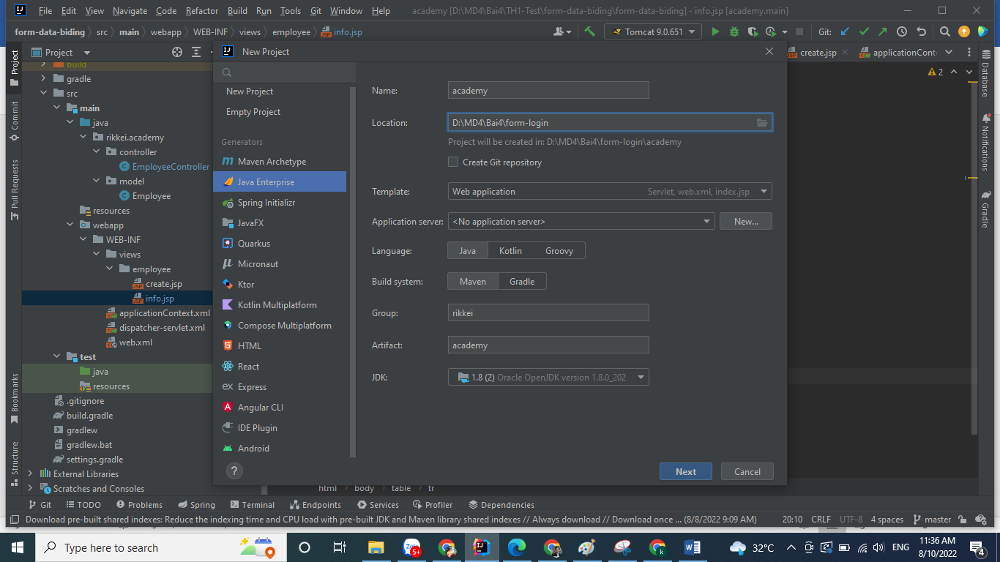 File Edit View Navigate Code Refactor Build Run Tools Git Window Help academy [D:\MD4\Bai4\TH1-Test\form-data-biding\form-data-biding] - info.jsp [academy.main]
form-data-biding src main webapp WEB-INF views employee info.jsp Tomcat 9.0.651 Git:
Project
Commit
Pull Requests
Bookmarks
Structure
Project
build
gradle
src
main
java
rikkei.academy
controller
EmployeeController
model
Employee
resources
webapp
WEB-INF
views
employee
create.jsp
info.jsp
applicationContext.xml
dispatcher-servlet.xml
web.xml
test
java
resources
.gitignore
build.gradle
gradlew
gradlew.bat
settings.gradle
External Libraries
Scratches and Consoles
New Project
New Project
Empty Project
Generators
Maven Archetype
Java Enterprise
Spring Initializr
JavaFX
Quarkus
Micronaut
Ktor
Kotlin Multiplatform
Compose Multiplatform
HTML
React
Express
Angular CLI
IDE Plugin
Android
Name: academy
Location: D:\MD4\Bai4\form-login
Project will be created in: D:\MD4\Bai4\form-login\academy
Create Git repository
Template: Web application Servlet, web.xml, index.jsp
Application server: <No application server> New...
Language: Java Kotlin Groovy
Build system: Maven Gradle
Group: rikkei
Artifact: academy
JDK: 1.8 (2) Oracle OpenJDK version 1.8.0_202
? Next Cancel
create.jsp applicationConte
2
Database
Notifications
Gradle
html body table tr
Git TODO Problems Spring Terminal Endpoints Services Profiler Dependencies
Download pre-built shared indexes: Reduce the indexing time and CPU load with pre-built JDK and Maven library shared indexes // Always download // Download once ... (8/8/2022 9:09 AM) 20:10 CRLF UTF-8 4 spaces master
Type here to search 5+ 32°C ENG 11:36 AM
8/10/2022 4